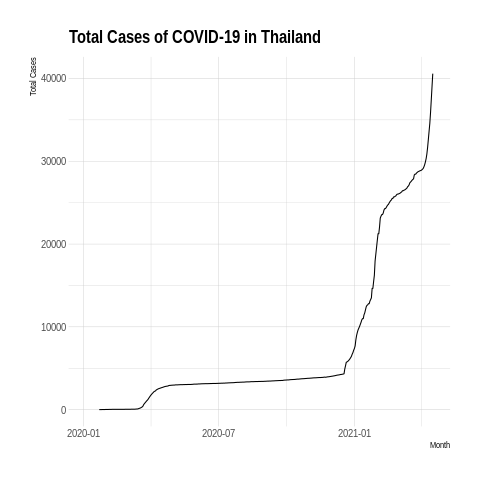 Total Cases of COVID-19 in Thailand
Total Cases
40000
30000
20000
10000
0
2020-01 2020-07 2021-01
Month